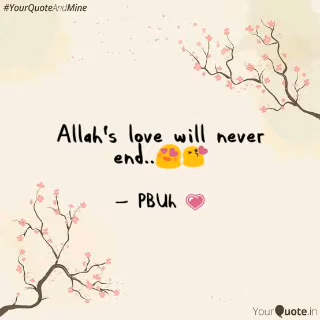 #YourQuoteAndMine
Allah's love will never
end..😍😘
— PBUh 💗
YourQuote.in